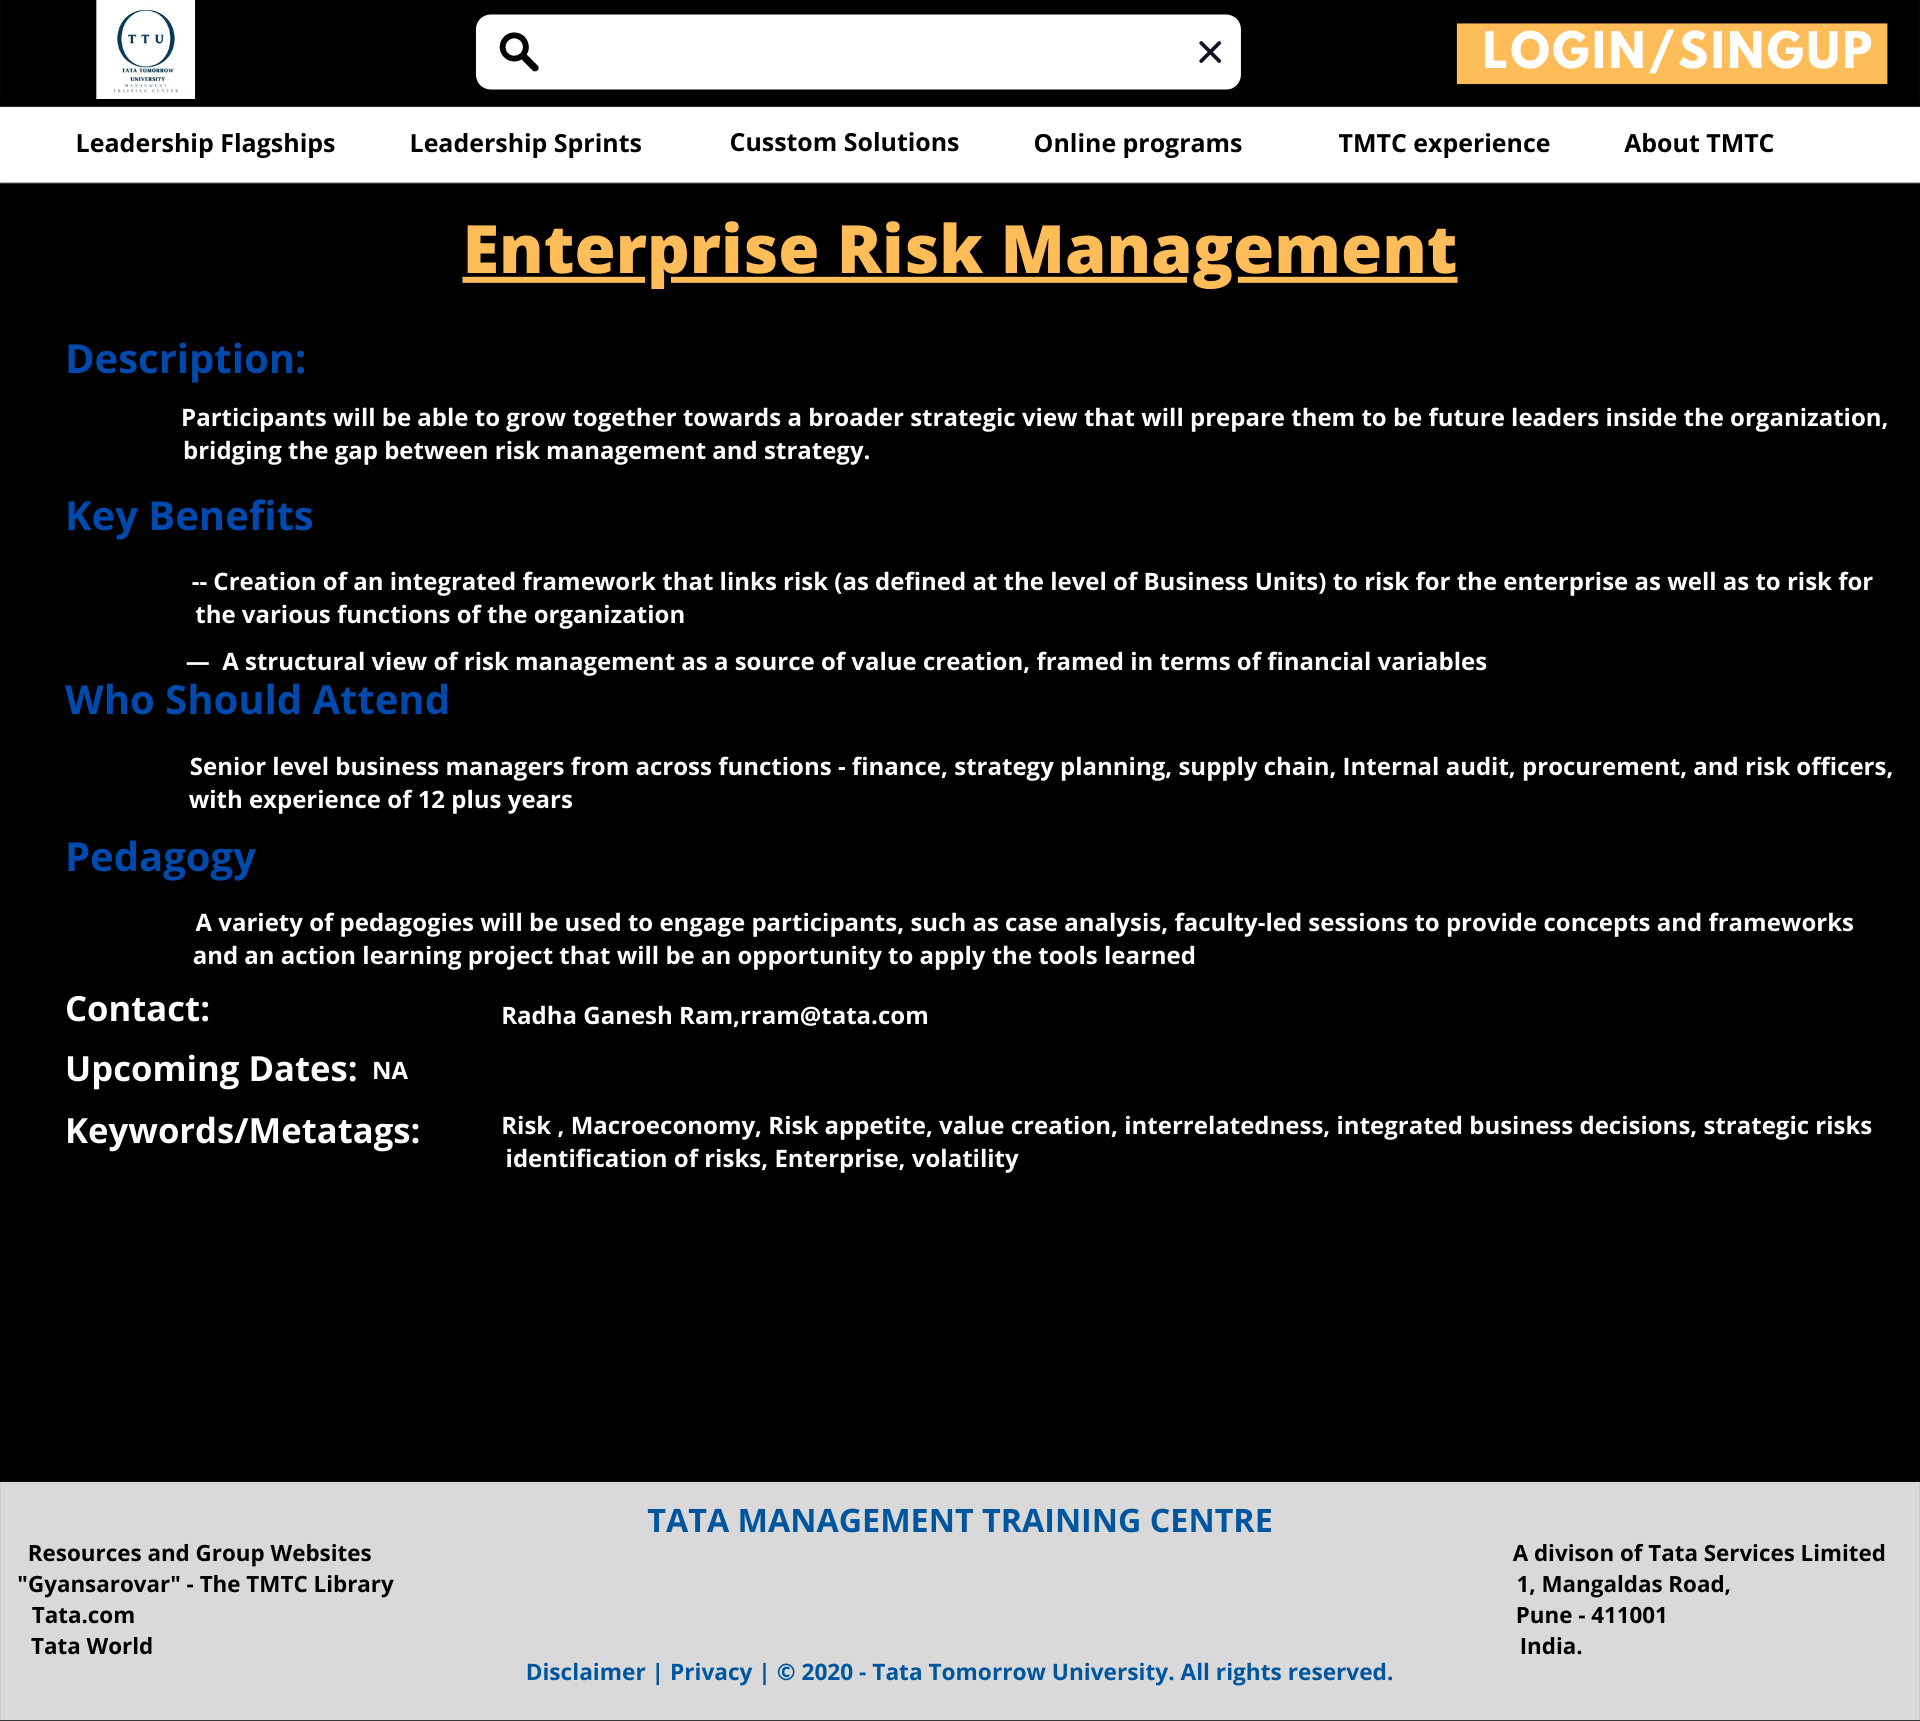 T T U
TATA TOMORROW
UNIVERSITY
MANAGMENT
TRAINING CENTER
LOGIN/SINGUP
Leadership Flagships
Leadership Sprints
Cusstom Solutions
Online programs
TMTC experience
About TMTC
Enterprise Risk Management
Description:
Participants will be able to grow together towards a broader strategic view that will prepare them to be future leaders inside the organization,
bridging the gap between risk management and strategy.
Key Benefits
-- Creation of an integrated framework that links risk (as defined at the level of Business Units) to risk for the enterprise as well as to risk for
the various functions of the organization
— A structural view of risk management as a source of value creation, framed in terms of financial variables
Who Should Attend
Senior level business managers from across functions - finance, strategy planning, supply chain, Internal audit, procurement, and risk officers,
with experience of 12 plus years
Pedagogy
A variety of pedagogies will be used to engage participants, such as case analysis, faculty-led sessions to provide concepts and frameworks
and an action learning project that will be an opportunity to apply the tools learned
Contact:
Radha Ganesh Ram,rram@tata.com
Upcoming Dates: NA
Keywords/Metatags:
Risk , Macroeconomy, Risk appetite, value creation, interrelatedness, integrated business decisions, strategic risks
identification of risks, Enterprise, volatility
TATA MANAGEMENT TRAINING CENTRE
Resources and Group Websites
"Gyansarovar" - The TMTC Library
Tata.com
Tata World
A divison of Tata Services Limited
1, Mangaldas Road,
Pune - 411001
India.
Disclaimer | Privacy | © 2020 - Tata Tomorrow University. All rights reserved.